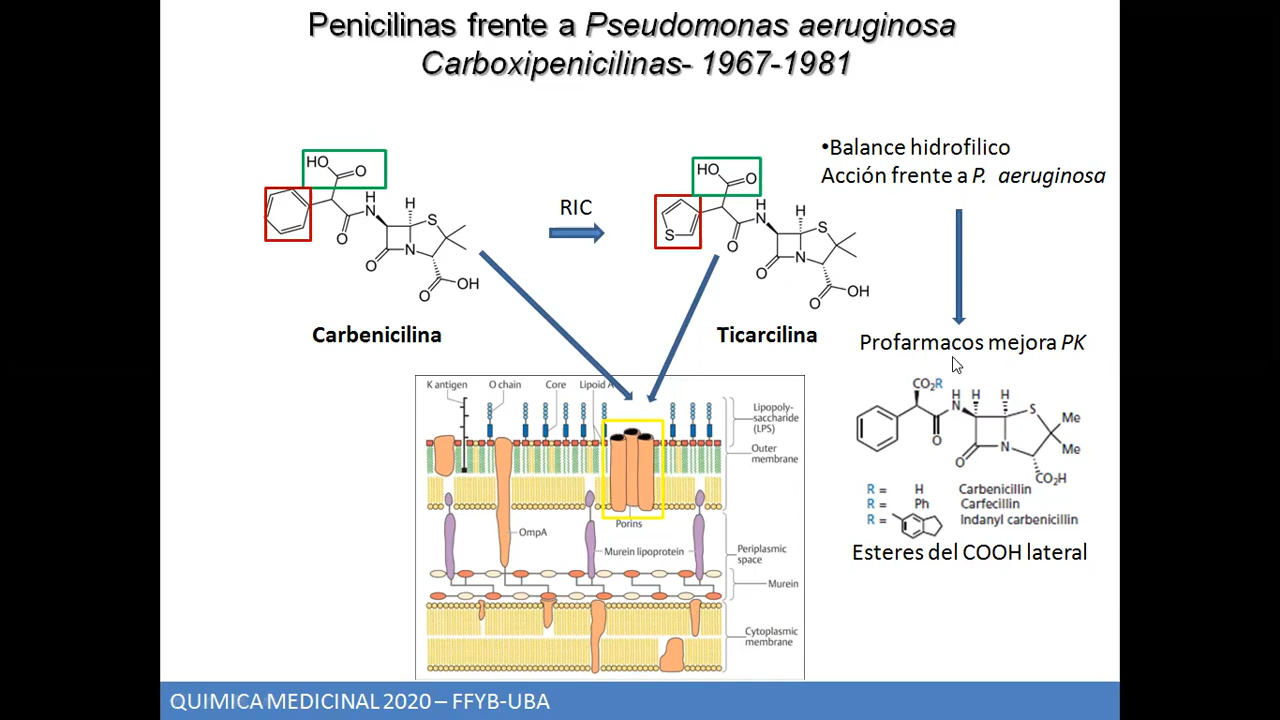 Penicilinas frente a Pseudomonas aeruginosa
Carboxipenicilinas- 1967-1981
•Balance hidrofilico
Acción frente a P. aeruginosa
HO
O
H
N
H
S
O
N
O
O
OH
RIC
HO
O
S
H
N
H
S
O
N
O
O
OH
Carbenicilina
Ticarcilina
Profarmacos mejora PK
CO₂R
H
N
H
H
S
Me
Me
O
N
O
CO₂H
R = H Carbenicillin
R = Ph Carfecillin
R = Indanyl carbenicillin
Esteres del COOH lateral
K antigen
O chain
Core
Lipoid A
Lipopoly-
saccharide
(LPS)
Outer
membrane
Porins
OmpA
Murein lipoprotein
Periplasmic
space
Murein
Cytoplasmic
membrane
QUIMICA MEDICINAL 2020 – FFYB-UBA